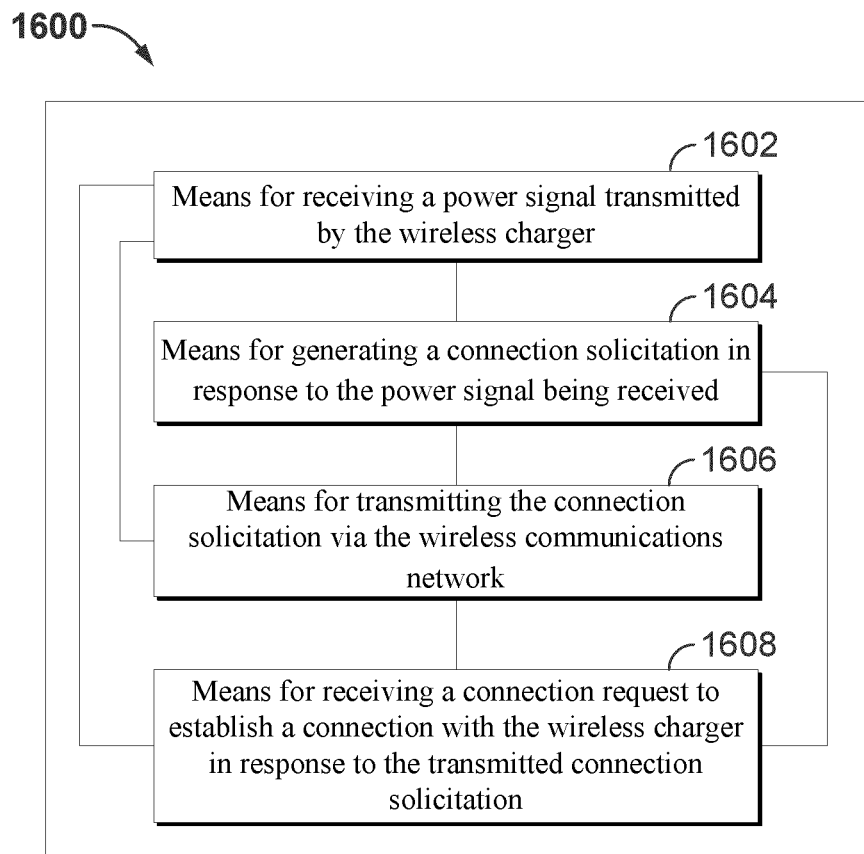 1600
1602
Means for receiving a power signal transmitted
by the wireless charger
1604
Means for generating a connection solicitation in
response to the power signal being received
1606
Means for transmitting the connection
solicitation via the wireless communications
network
1608
Means for receiving a connection request to
establish a connection with the wireless charger
in response to the transmitted connection
solicitation